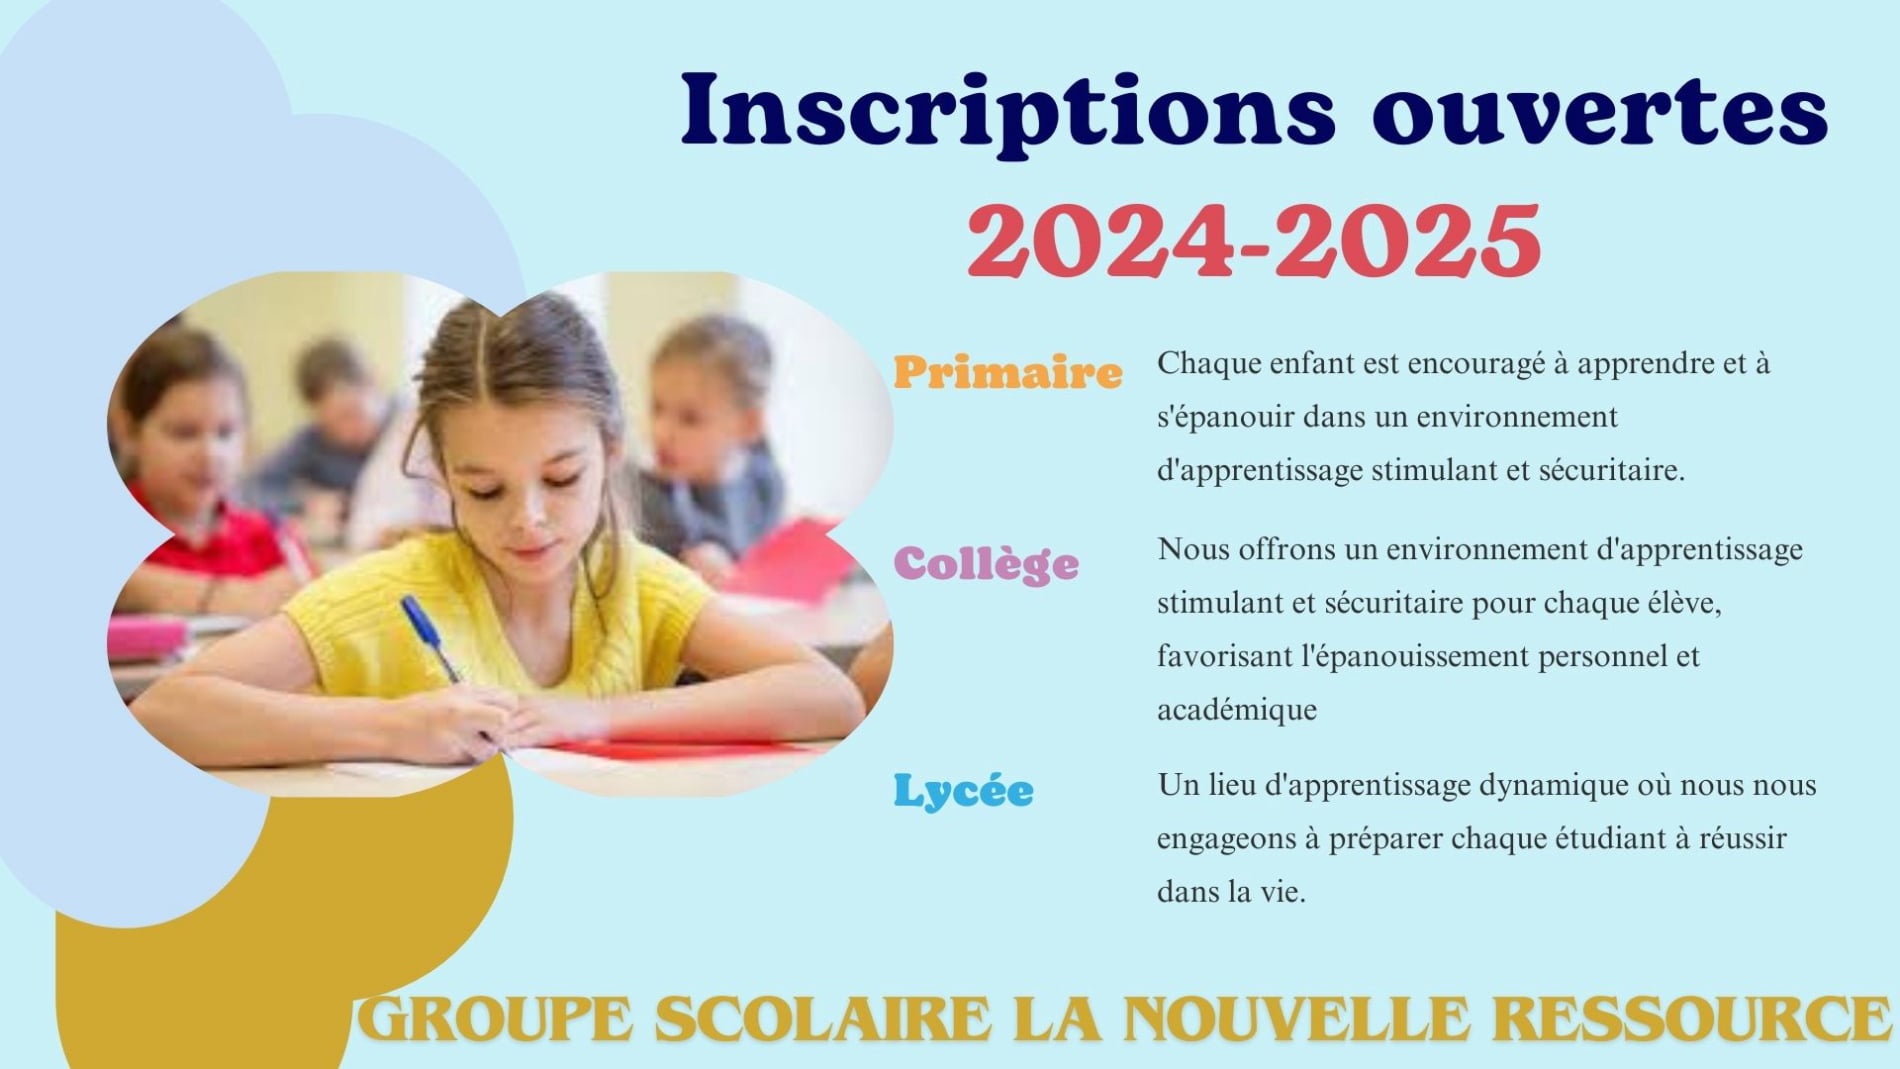 Inscriptions ouvertes
2024-2025
Primaire
Chaque enfant est encouragé à apprendre et à
s'épanouir dans un environnement
d'apprentissage stimulant et sécuritaire.
Collège
Nous offrons un environnement d'apprentissage
stimulant et sécuritaire pour chaque élève,
favorisant l'épanouissement personnel et
académique
Lycée
Un lieu d'apprentissage dynamique où nous nous
engageons à préparer chaque étudiant à réussir
dans la vie.
GROUPE SCOLAIRE LA NOUVELLE RESSOURCE